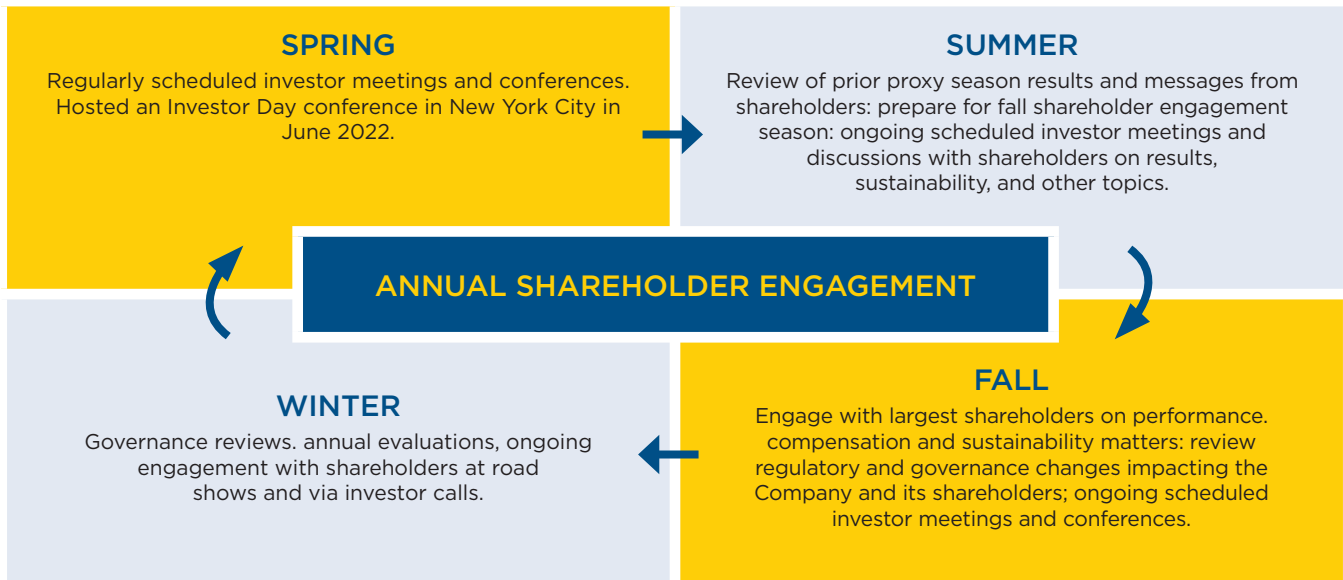 SPRING
Regularly scheduled investor meetings and conferences.
Hosted an Investor Day conference in New York City in
June 2022.
SUMMER
Review of prior proxy season results and messages from
shareholders: prepare for fall shareholder engagement
season: ongoing scheduled investor meetings and
discussions with shareholders on results,
sustainability, and other topics.
ANNUAL SHAREHOLDER ENGAGEMENT
WINTER
Governance reviews. annual evaluations, ongoing
engagement with shareholders at road
shows and via investor calls.
FALL
Engage with largest shareholders on performance.
compensation and sustainability matters: review
regulatory and governance changes impacting the
Company and its shareholders; ongoing scheduled
investor meetings and conferences.